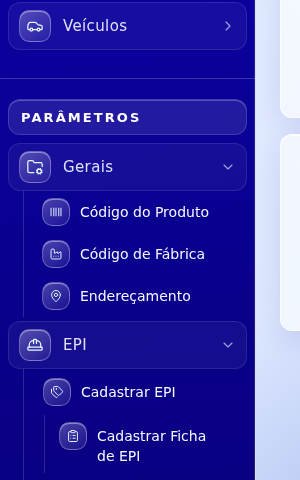 Veículos
PARÂMETROS
Gerais
Código do Produto
Código de Fábrica
Endereçamento
EPI
Cadastrar EPI
Cadastrar Ficha
de EPI